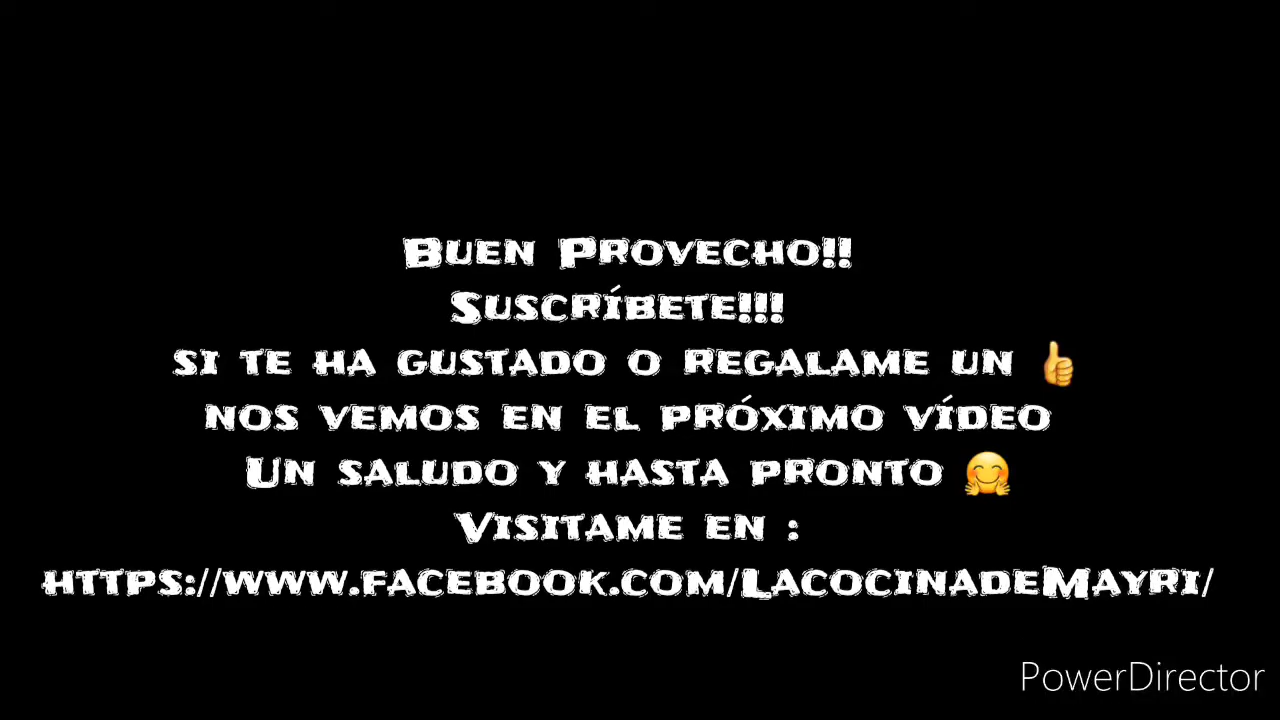 Buen Provecho!!
Suscríbete!!!
si te ha gustado o regalame un 👍
nos vemos en el próximo vídeo
Un saludo y hasta pronto 🤗
Visitame en :
https://www.facebook.com/LacocinadeMayri/
PowerDirector